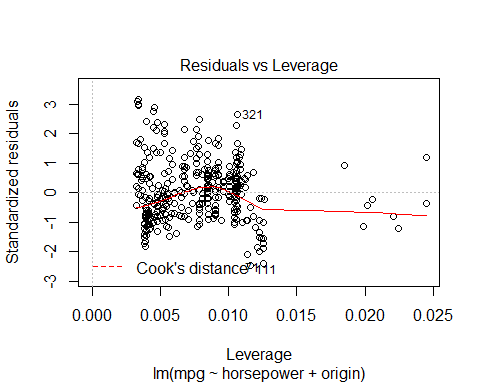 Residuals vs Leverage
Standardized residuals
3
2
1
0
-1
-2
-3
321
Cook's distance
111
0.000 0.005 0.010 0.015 0.020 0.025
Leverage
lm(mpg ~ horsepower + origin)